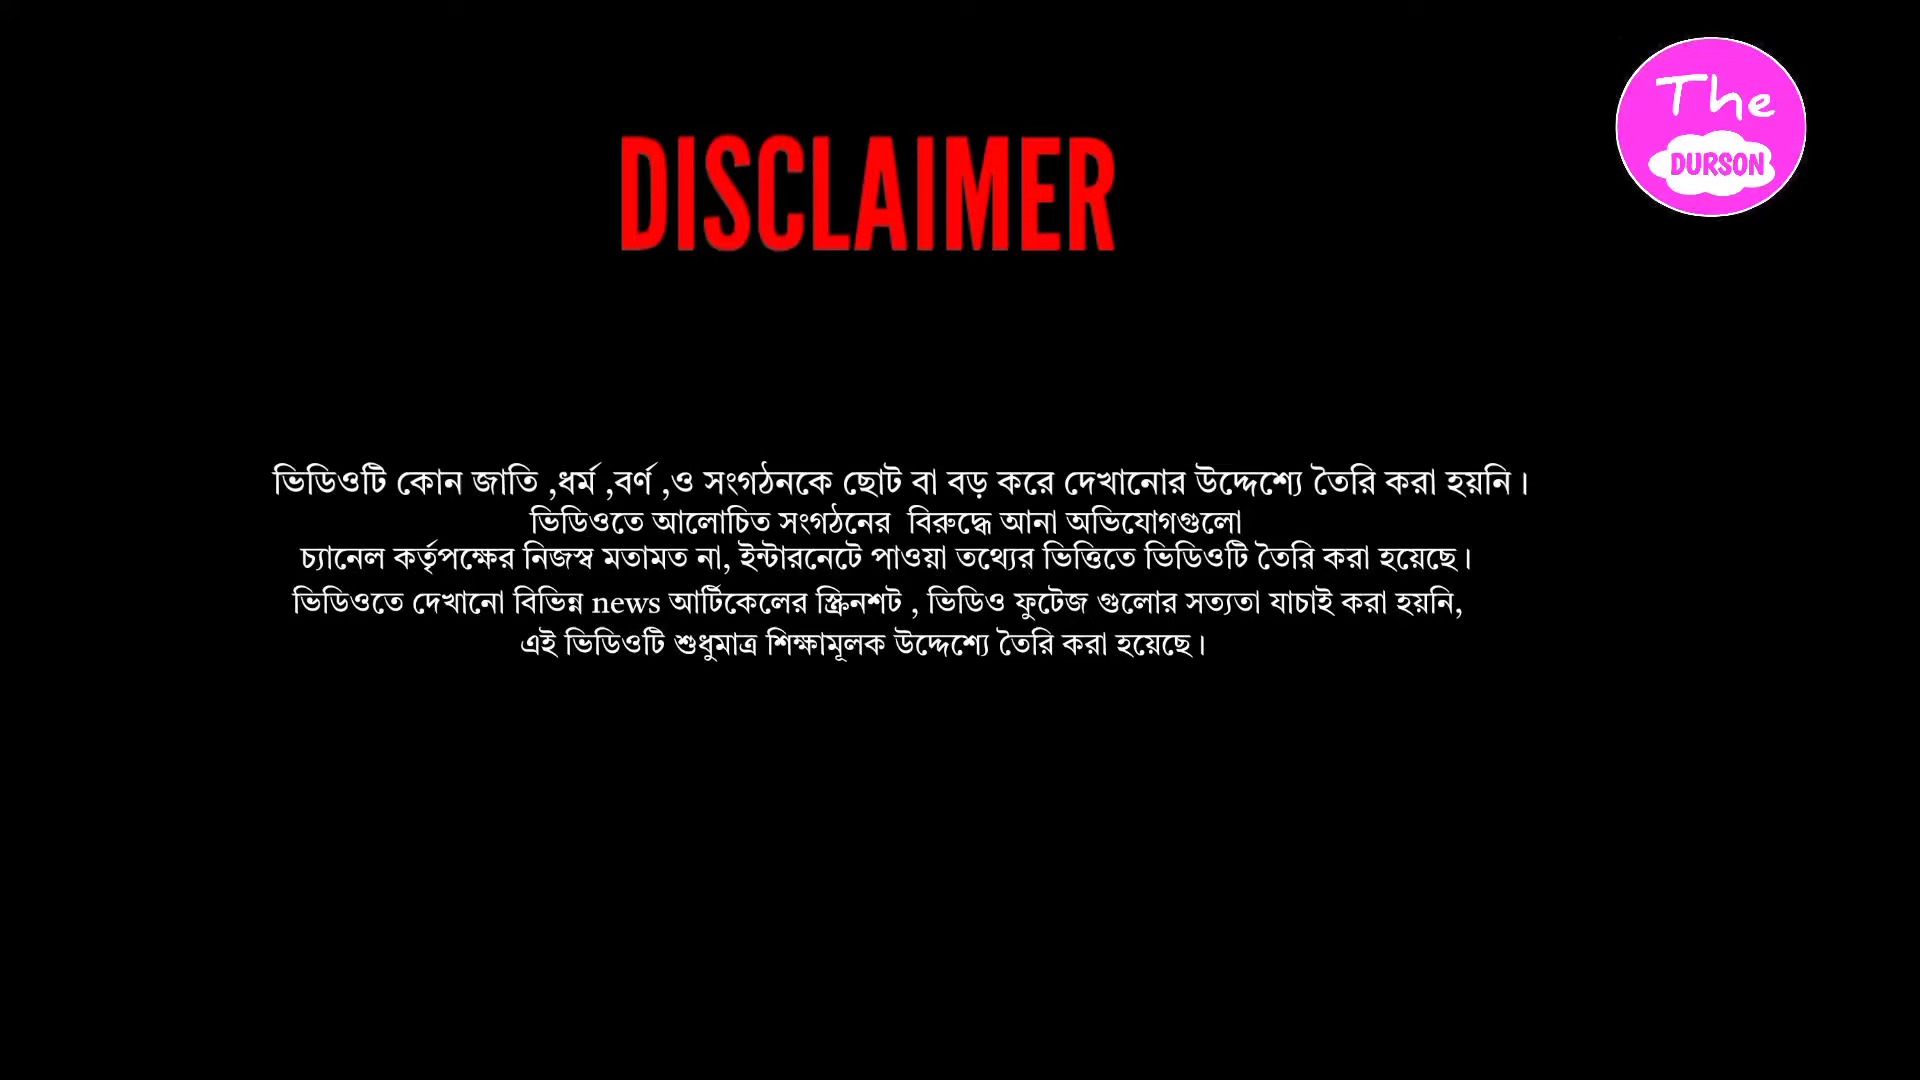 The
DURSON
DISCLAIMER
ভিডিওটি কোন জাতি ,ধর্ম ,বর্ণ ,ও সংগঠনকে ছোট বা বড় করে দেখানোর উদ্দেশ্যে তৈরি করা হয়নি।
ভিডিওতে আলোচিত সংগঠনের বিরুদ্ধে আনা অভিযোগগুলো
চ্যানেল কর্তৃপক্ষের নিজস্ব মতামত না, ইন্টারনেটে পাওয়া তথ্যের ভিত্তিতে ভিডিওটি তৈরি করা হয়েছে।
ভিডিওতে দেখানো বিভিন্ন news আর্টিকেলের স্ক্রিনশট , ভিডিও ফুটেজ গুলোর সত্যতা যাচাই করা হয়নি,
এই ভিডিওটি শুধুমাত্র শিক্ষামূলক উদ্দেশ্যে তৈরি করা হয়েছে।